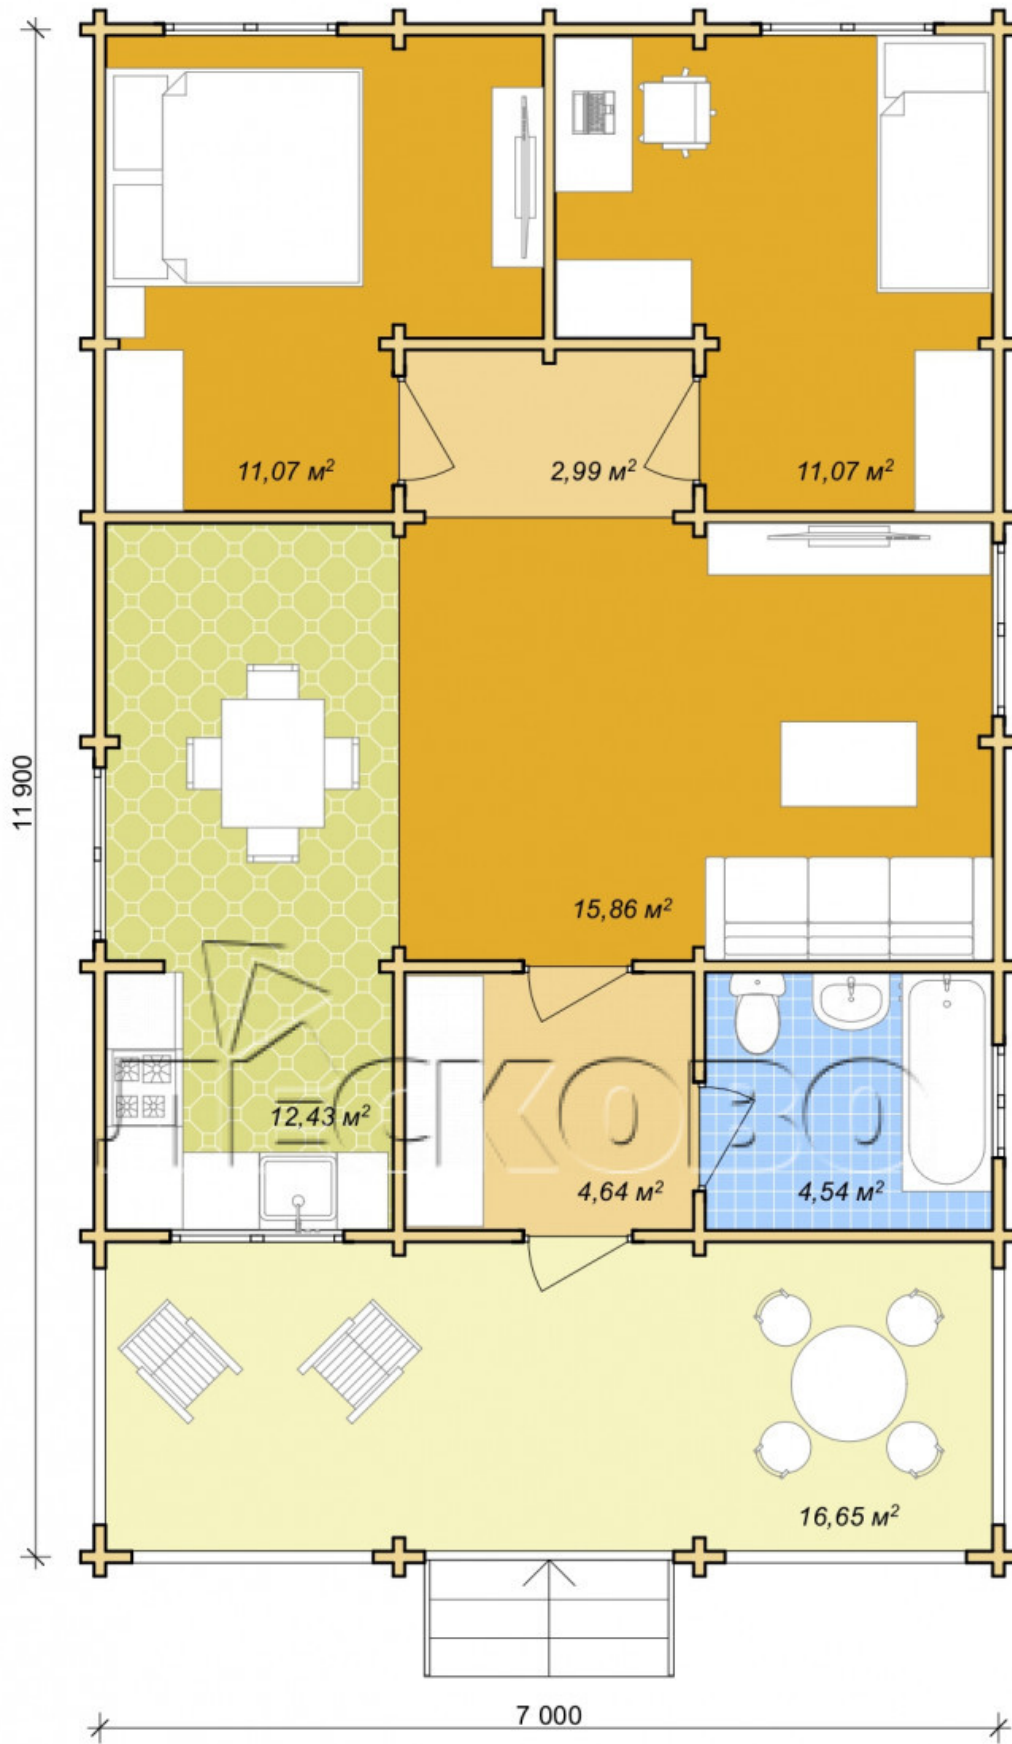 11,07 м²
2,99 м²
11,07 м²
11 900
15,86 м²
12,43 м²
4,64 м²
4,54 м²
16,65 м²
7 000